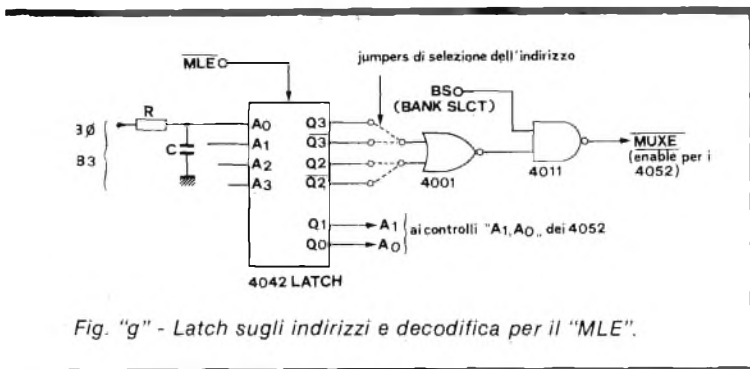 MLE
jumpers di selezione dell'indirizzo
BS
(BANK SLCT)
R
C
B3
A0
A1
A2
A3
Q3
Q3
Q2
Q2
Q1
Q0
4001
4011
MUXE
(enable per i
4052)
A1
A0
ai controlli "A1, A0,, dei 4052
4042 LATCH
Fig. "g" - Latch sugli indirizzi e decodifica per il "MLE".